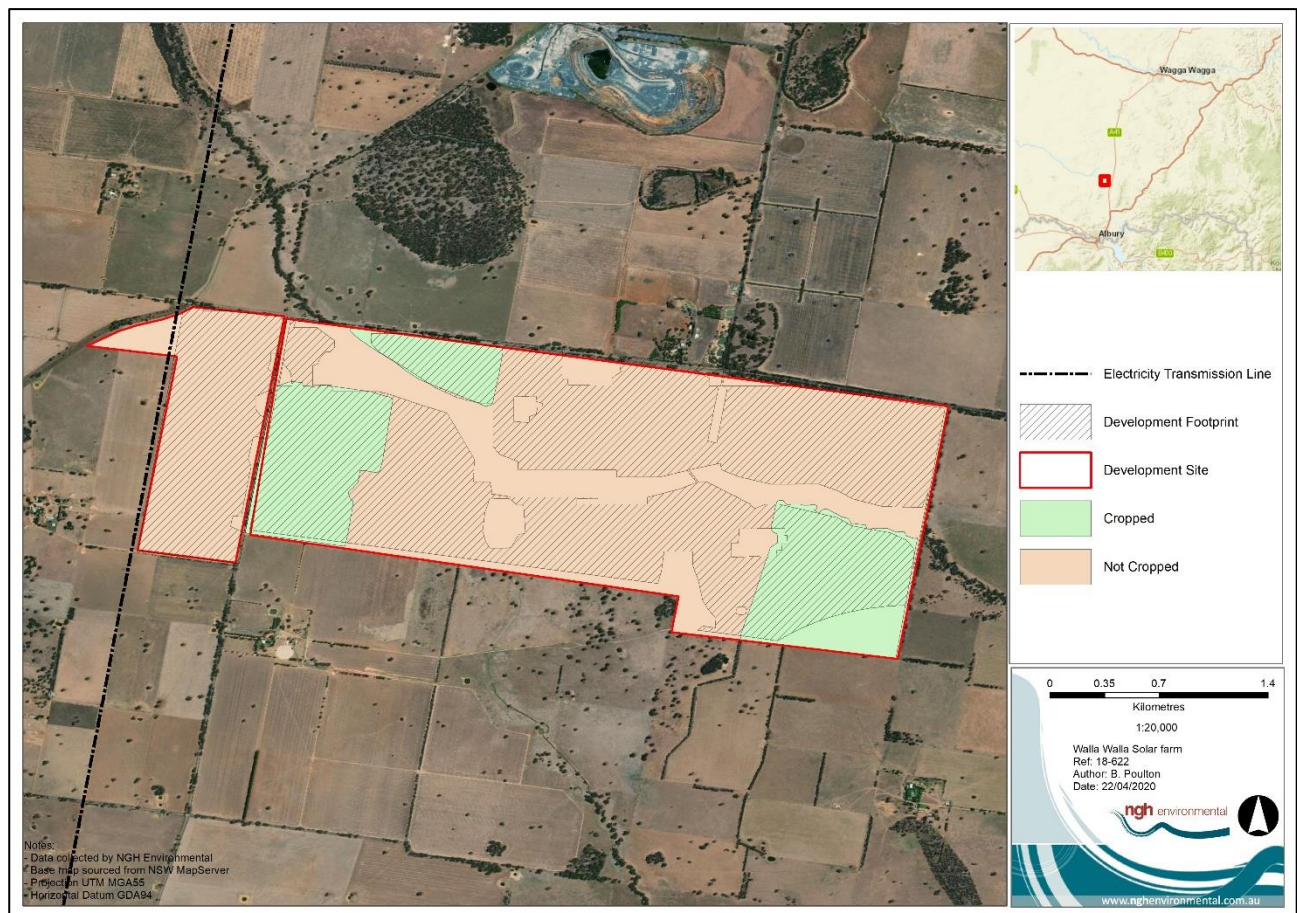 Wagga Wagga
A41
Albury
B400
Electricity Transmission Line
Development Footprint
Development Site
Cropped
Not Cropped
0 0.35 0.7 1.4
Kilometres
1:20,000
Walla Walla Solar farm
Ref: 18-622
Author: B. Poulton
Date: 22/04/2020
ngh environmental
www.nghenvironmental.com.au
Notes:
- Data collected by NGH Environmental
- Base map sourced from NSW MapServer
- Projection UTM MGA55
- Horizontal Datum GDA94